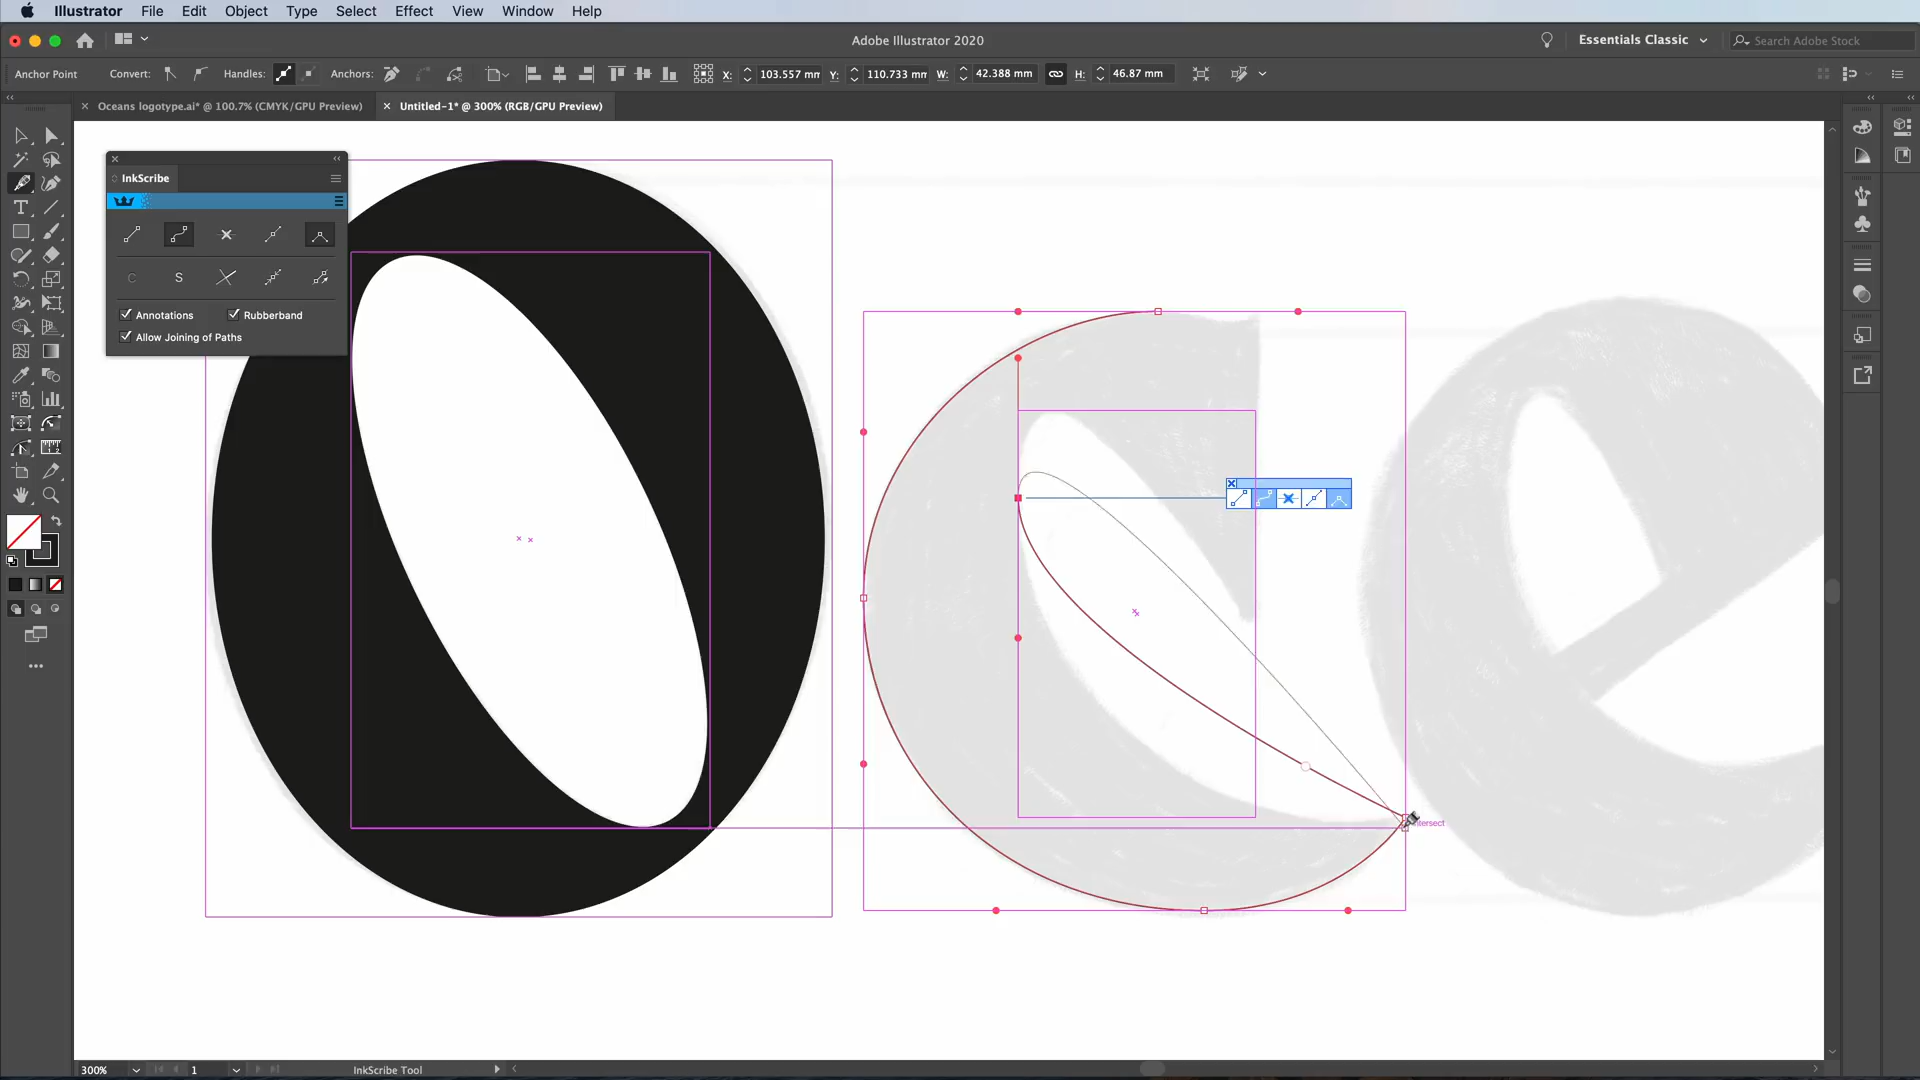 Illustrator File Edit Object Type Select Effect View Window Help
Adobe Illustrator 2020
Essentials Classic
Search Adobe Stock
Anchor Point
Convert:
Handles:
Anchors:
X: 103.557 mm
Y: 110.733 mm
W: 42.388 mm
H: 46.87 mm
Oceans logotype.ai* @ 100.7% (CMYK/GPU Preview)
Untitled-1* @ 300% (RGB/GPU Preview)
InkScribe
C
S
Annotations
Rubberband
Allow Joining of Paths
300%
1
InkScribe Tool